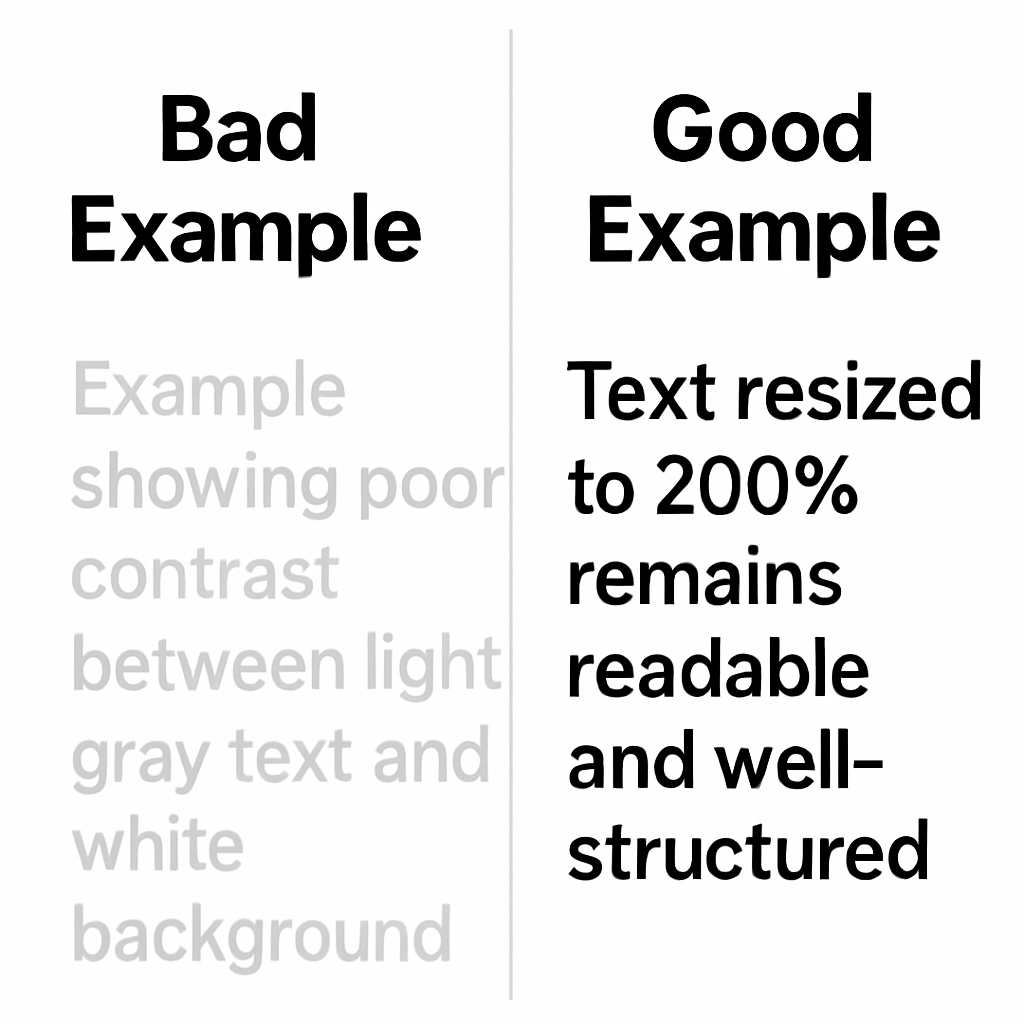 Bad
Example
Example
showing poor
contrast
between light
gray text and
white
background
Good
Example
Text resized
to 200%
remains
readable
and well–
structured